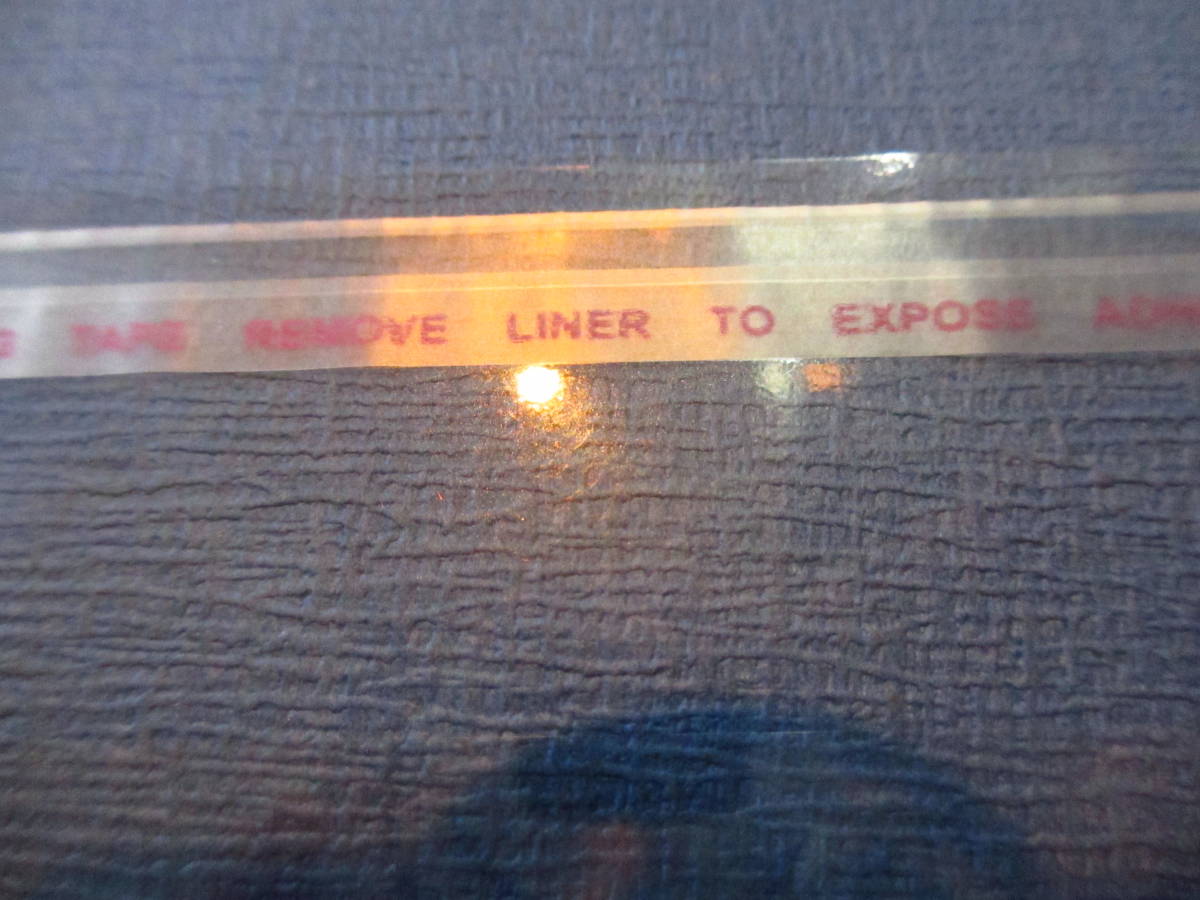 TAPE REMOVE LINER TO EXPOSE